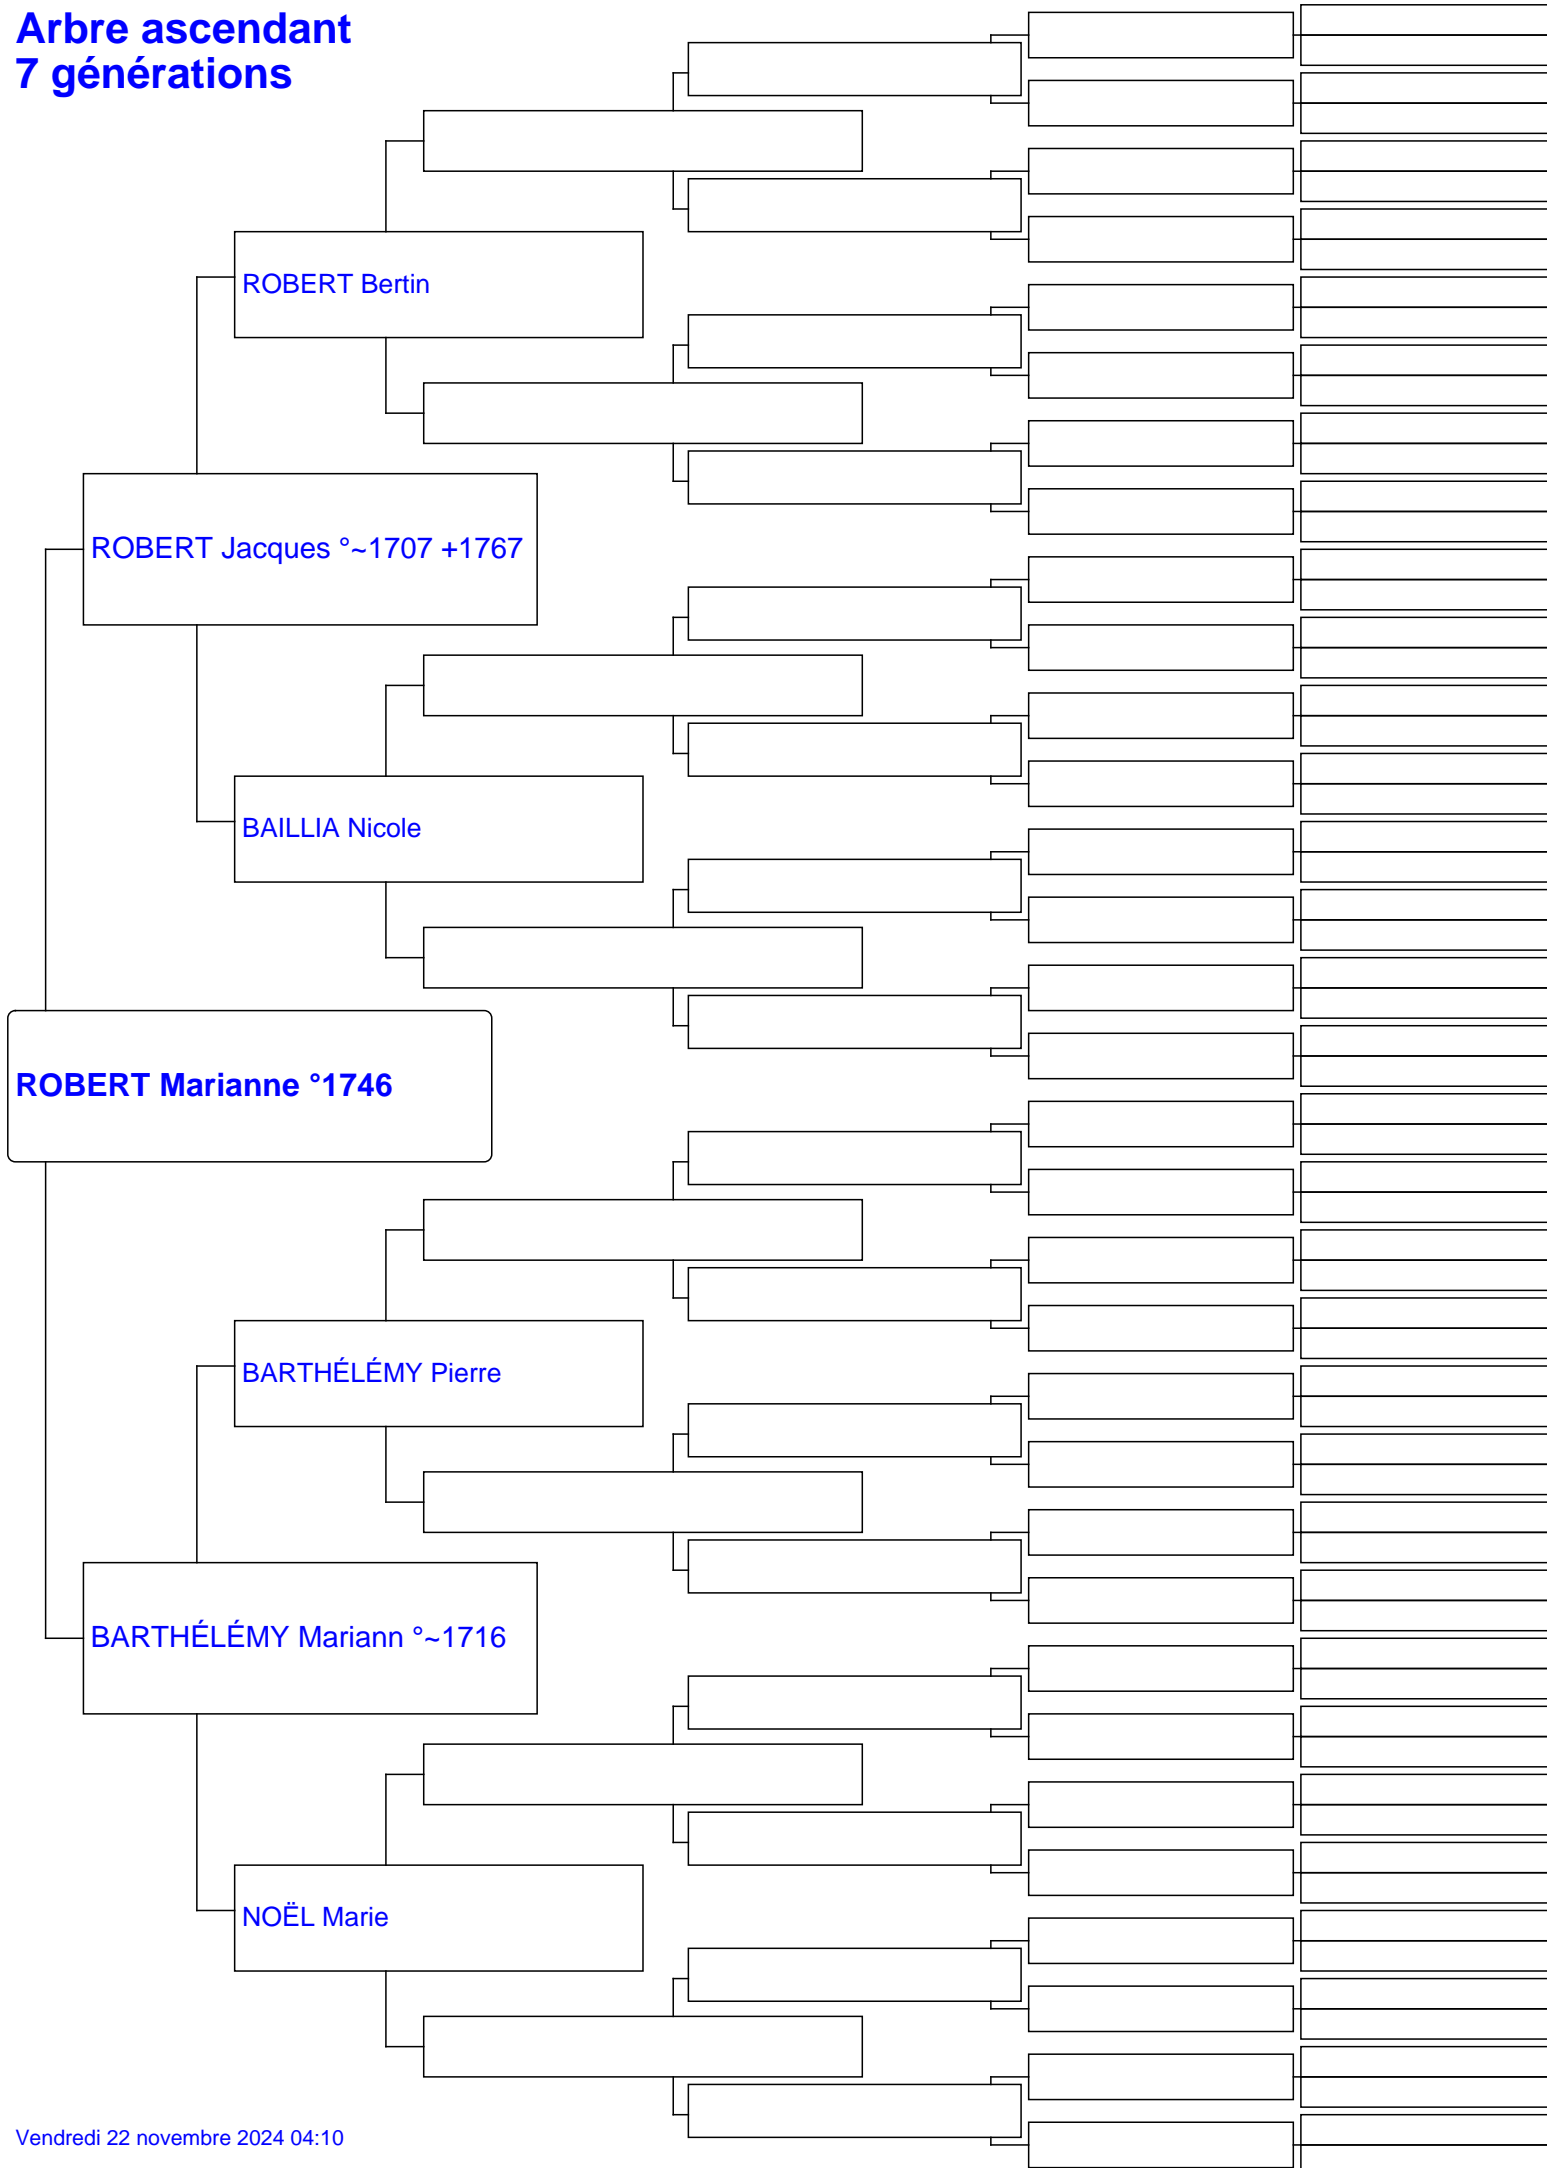 Arbre ascendant
7 générations
ROBERT Bertin
ROBERT Jacques °~1707 +1767
BAILLIA Nicole
ROBERT Marianne °1746
BARTHÉLÉMY Pierre
BARTHÉLÉMY Mariann °~1716
NOËL Marie
Vendredi 22 novembre 2024 04:10